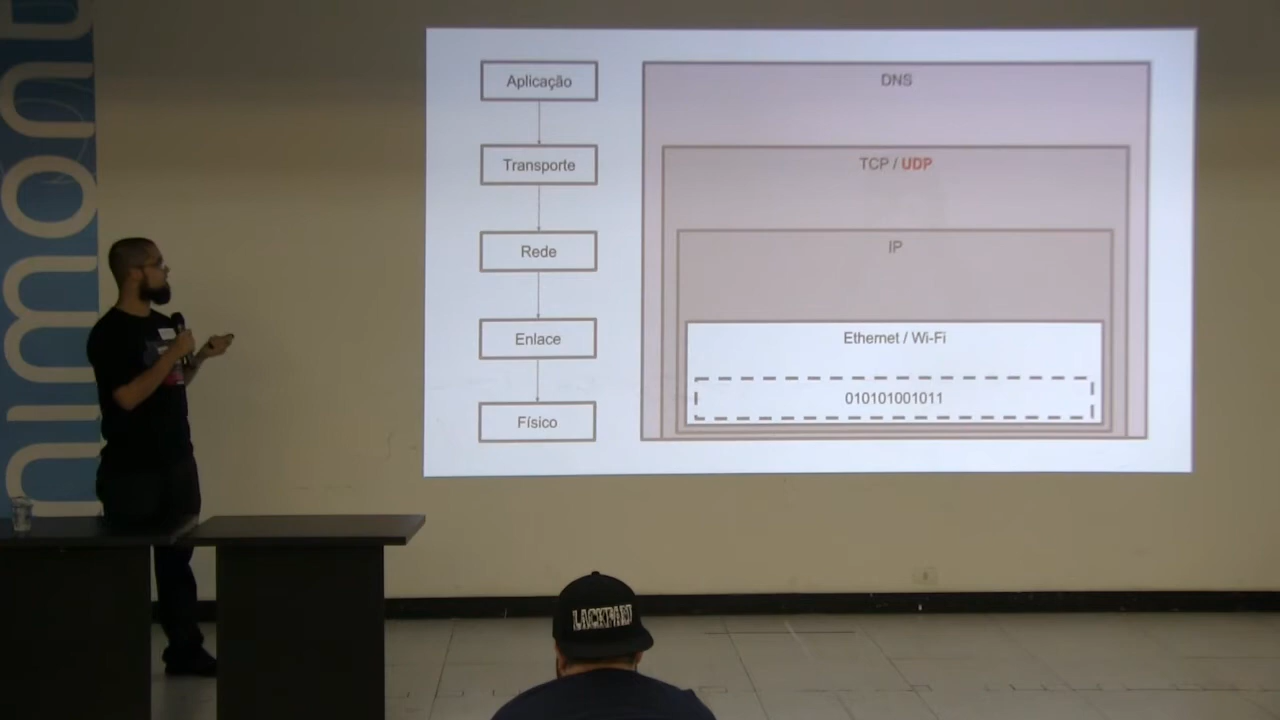 Aplicação
Transporte
Rede
Enlace
Físico
DNS
TCP / UDP
IP
Ethernet / Wi-Fi
010101001011